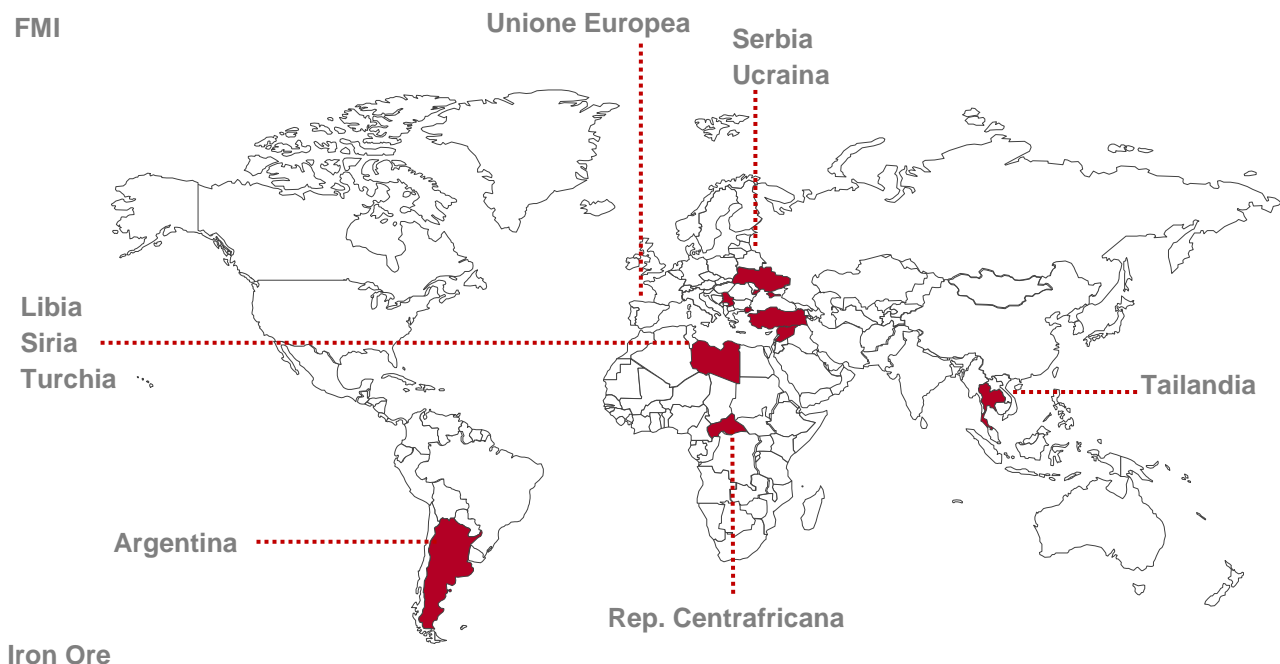 FMI
Unione Europea
Serbia
Ucraina
Libia
Siria
Turchia
Tailandia
Argentina
Rep. Centrafricana
Iron Ore